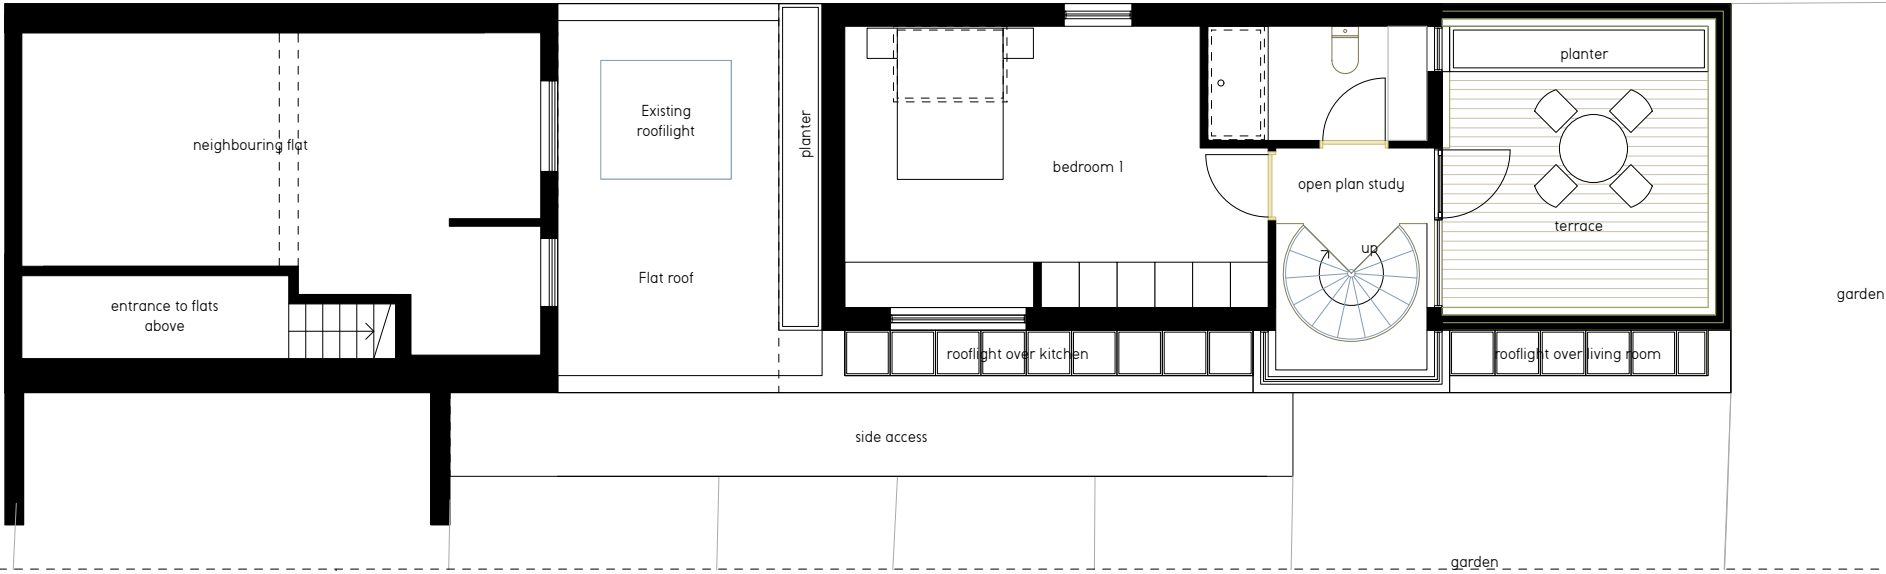 neighbouring flat
entrance to flats
above
Existing
roofilight
Flat roof
planter
bedroom 1
open plan study
up
planter
terrace
rooflight over kitchen
rooflight over living room
side access
garden
garden